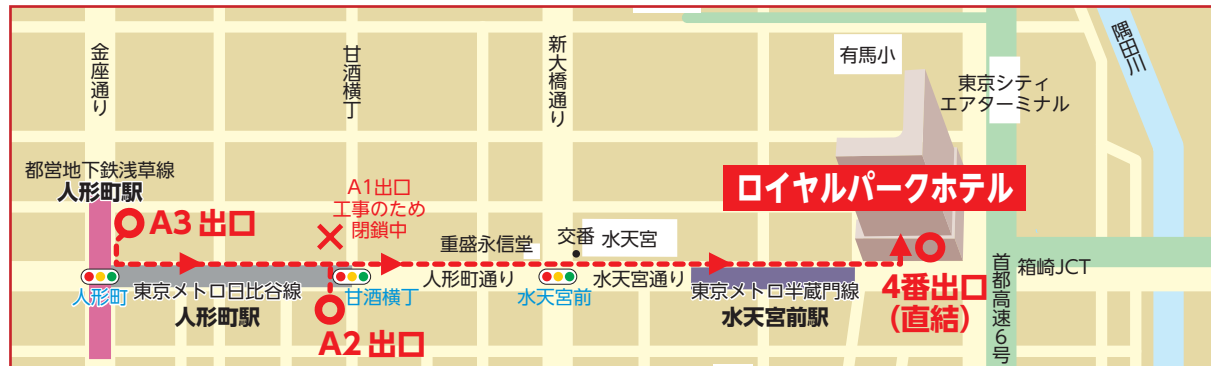 金座通り
甘酒横丁
新大橋通り
有馬小
隅田川
東京シティ
エアターミナル
都営地下鉄浅草線
人形町駅
A3 出口
A1出口
工事のため
閉鎖中
ロイヤルパークホテル
重盛永信堂
交番
水天宮
人形町
東京メトロ日比谷線
人形町駅
甘酒横丁
A2 出口
人形町通り
水天宮前
水天宮通り
東京メトロ半蔵門線
水天宮前駅
4番出口
(直結)
首都高速6号
箱崎JCT